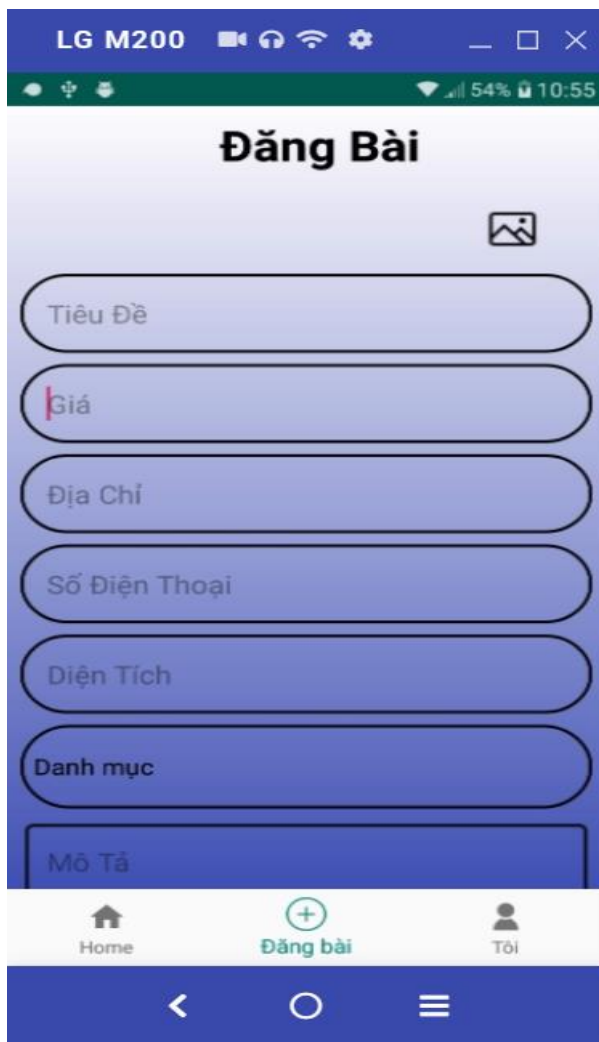 LG M200
54% 10:55
Đăng Bài
Tiêu Đề
Giá
Địa Chỉ
Số Điện Thoại
Diện Tích
Danh mục
Mô Tả
Home
Đăng bài
Tôi